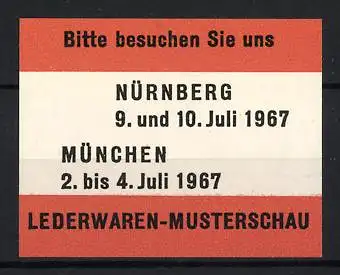 Bitte besuchen Sie uns
NÜRNBERG
9. und 10. Juli 1967
MÜNCHEN
2. bis 4. Juli 1967
LEDERWAREN-MUSTERSCHAU